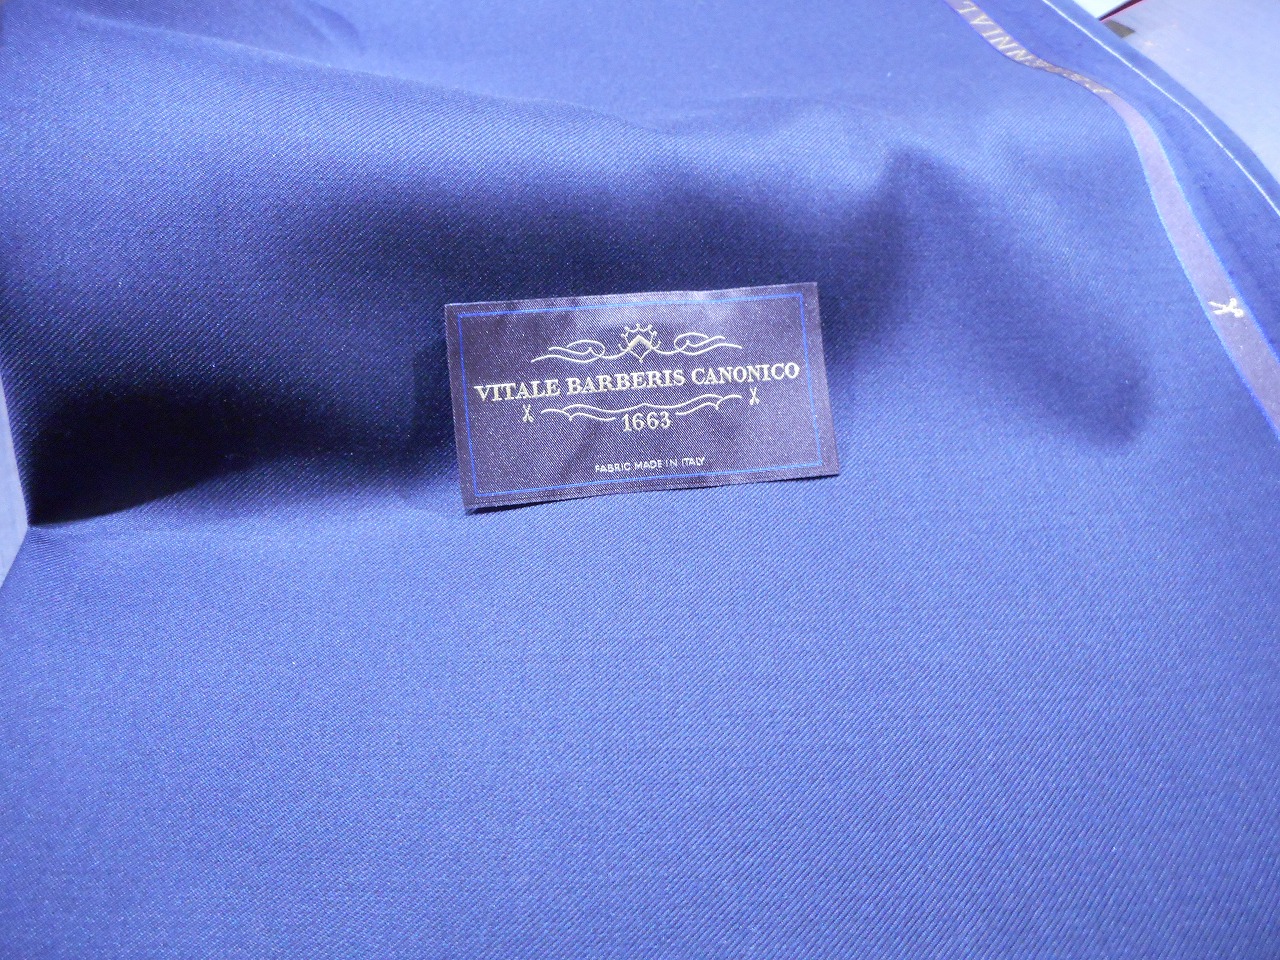 VITALE BARBERIS CANONICO
1663
FABRIC MADE IN ITALY